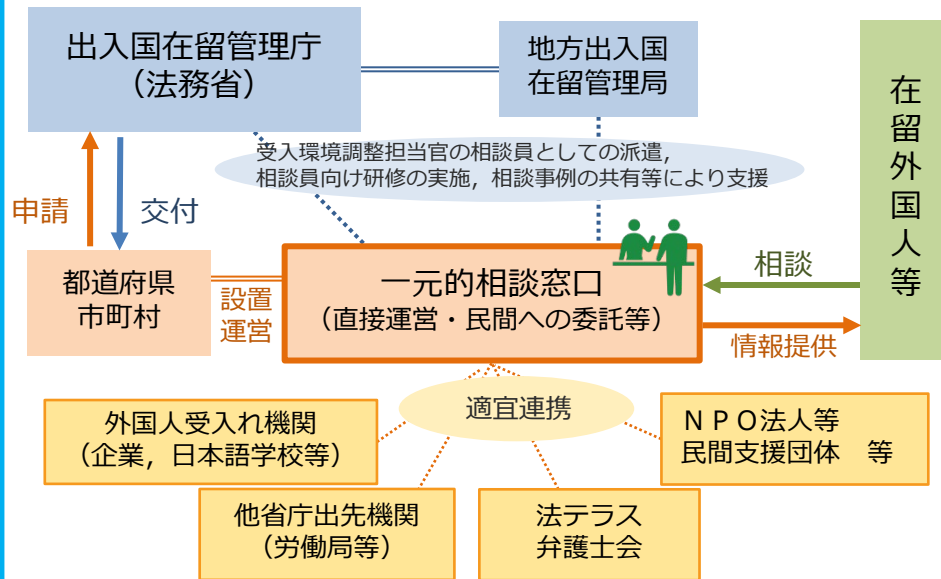 出入国在留管理庁
（法務省）
地方出入国
在留管理局
在留外国人等
受入環境調整担当官の相談員としての派遣，
相談員向け研修の実施，相談事例の共有等により支援
申請
交付
都道府県
市町村
設置
運営
一元的相談窓口
（直接運営・民間への委託等）
相談
情報提供
適宜連携
外国人受入れ機関
（企業，日本語学校等）
ＮＰＯ法人等
民間支援団体　等
他省庁出先機関
（労働局等）
法テラス
弁護士会